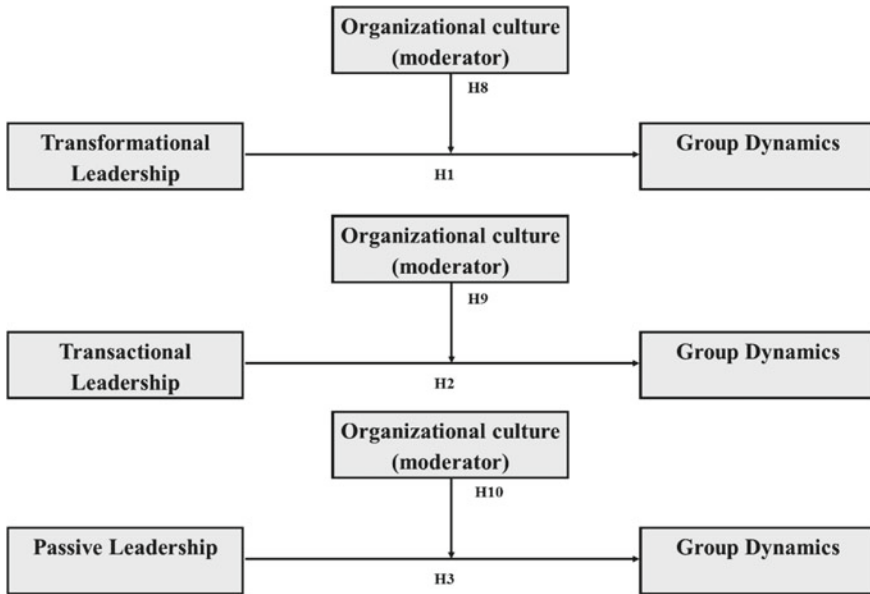 Organizational culture
(moderator)
H8
Transformational
Leadership
H1
Group Dynamics
Organizational culture
(moderator)
H9
Transactional
Leadership
H2
Group Dynamics
Organizational culture
(moderator)
H10
Passive Leadership
H3
Group Dynamics